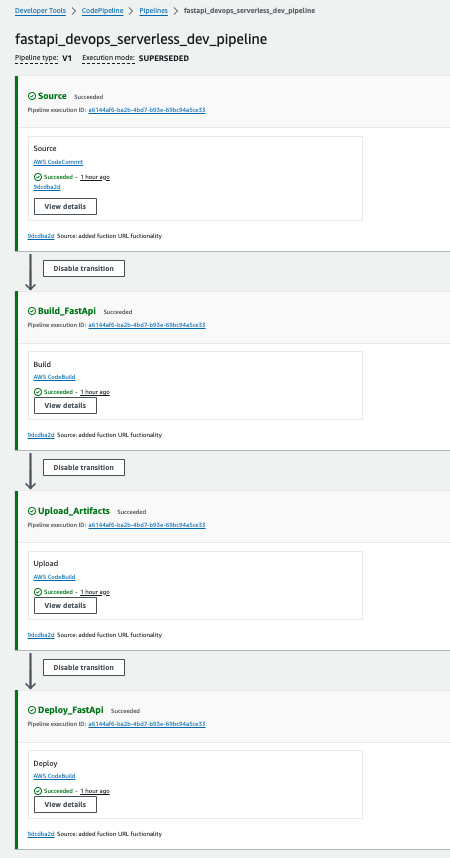 Developer Tools > CodePipeline > Pipelines > fastapi_devops_serverless_dev_pipeline
fastapi_devops_serverless_dev_pipeline
Pipeline type: V1 Execution mode: SUPERSEDED
Source Succeeded
Pipeline execution ID: a6144af6-ba2b-4bd7-b93e-69bc94a5ce33
Source
AWS CodeCommit
Succeeded - 1 hour ago
9dcdba2d
View details
9dcdba2d Source: added fuction URL fuctionality
Disable transition
Build_FastApi Succeeded
Pipeline execution ID: a6144af6-ba2b-4bd7-b93e-69bc94a5ce33
Build
AWS CodeBuild
Succeeded - 1 hour ago
View details
9dcdba2d Source: added fuction URL fuctionality
Disable transition
Upload_Artifacts Succeeded
Pipeline execution ID: a6144af6-ba2b-4bd7-b93e-69bc94a5ce33
Upload
AWS CodeBuild
Succeeded - 1 hour ago
View details
9dcdba2d Source: added fuction URL fuctionality
Disable transition
Deploy_FastApi Succeeded
Pipeline execution ID: a6144af6-ba2b-4bd7-b93e-69bc94a5ce33
Deploy
AWS CodeBuild
Succeeded - 1 hour ago
View details
9dcdba2d Source: added fuction URL fuctionality